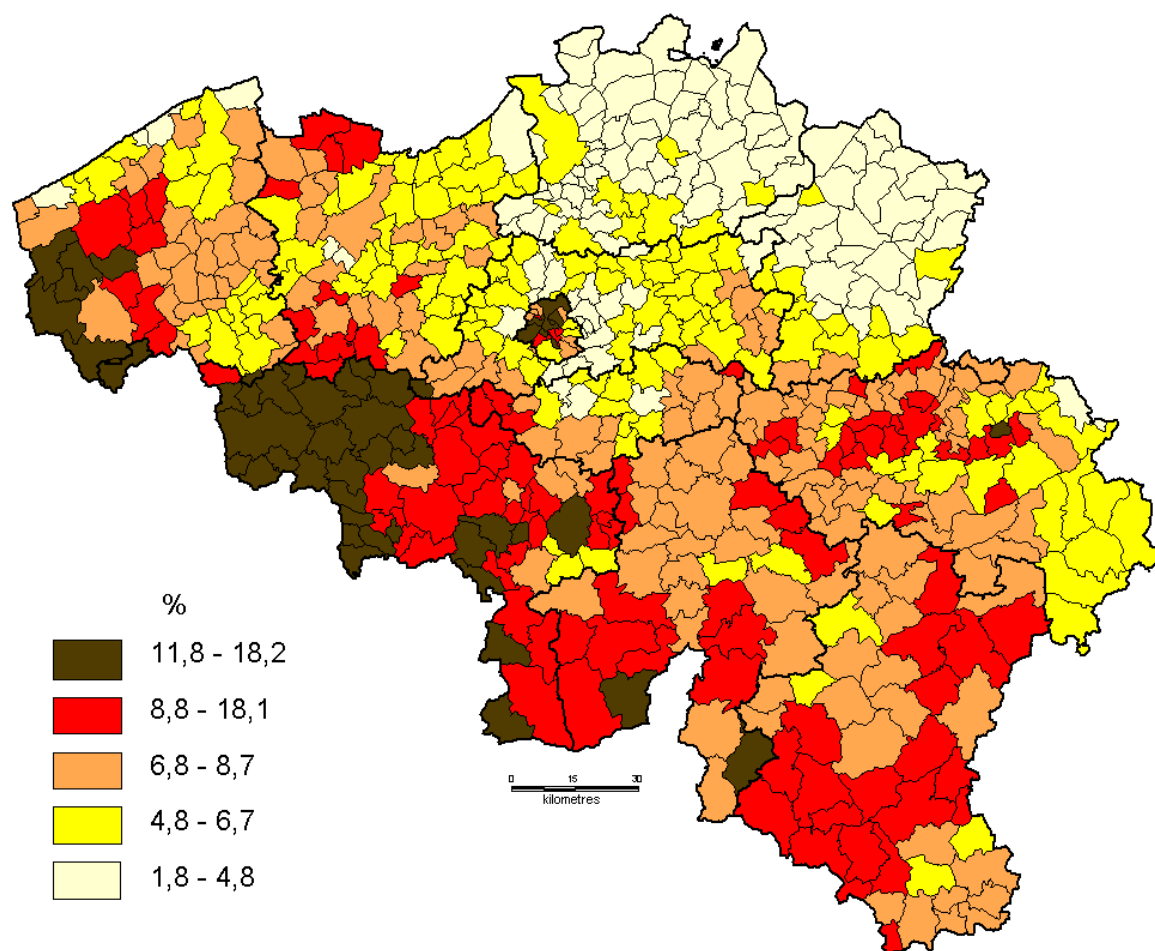 %
11,8 - 18,2
8,8 - 18,1
6,8 - 8,7
4,8 - 6,7
1,8 - 4,8
0 15 30
kilometres